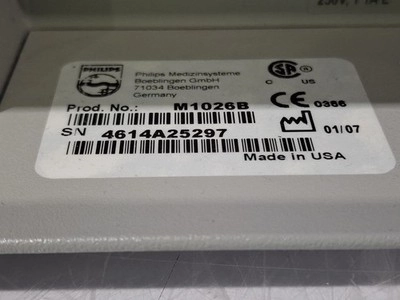 PHILIPS
Philips Medizinsysteme
Boeblingen GmbH
71034 Boeblingen
Germany
C US
Prod. No.: M1026B
CE 0366
SN 4614A25297
01/07
Made in USA